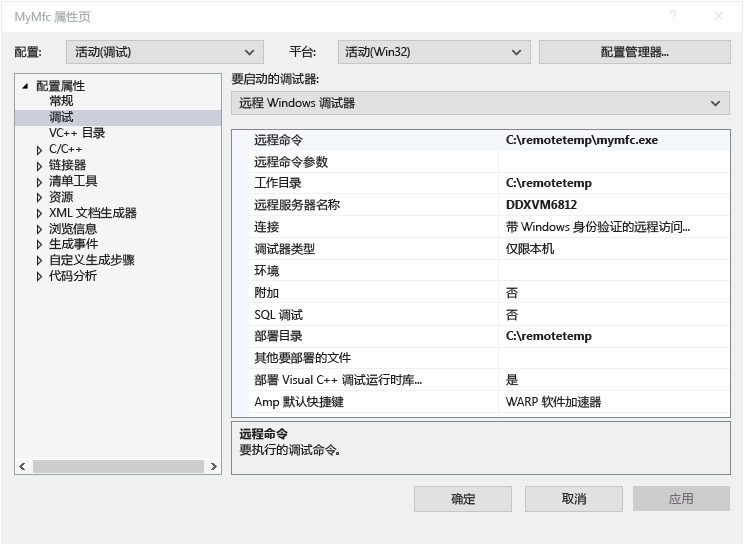 MyMfc 属性页
配置: 活动(调试) 平台: 活动(Win32) 配置管理器...
配置属性
常规
调试
VC++ 目录
C/C++
链接器
清单工具
资源
XML 文档生成器
浏览信息
生成事件
自定义生成步骤
代码分析
要启动的调试器:
远程 Windows 调试器
远程命令 C:\remotetemp\mymfc.exe
远程命令参数
工作目录 C:\remotetemp
远程服务器名称 DDXVM6812
连接 带 Windows 身份验证的远程访问...
调试器类型 仅限本机
环境
附加 否
SQL 调试 否
部署目录 C:\remotetemp
其他要部署的文件
部署 Visual C++ 调试运行时库... 是
Amp 默认快捷键 WARP 软件加速器
远程命令
要执行的调试命令。
确定 取消 应用